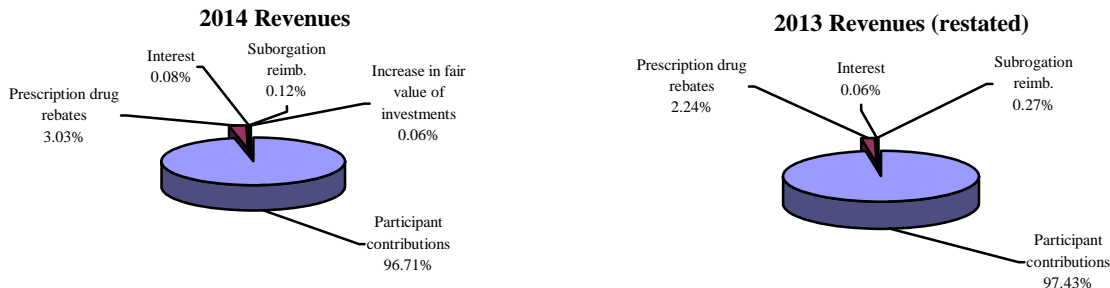 2014 Revenues
Interest
0.08%
Suborgation
reimb.
0.12%
Increase in fair
value of
investments
0.06%
Prescription drug
rebates
3.03%
Participant
contributions
96.71%
2013 Revenues (restated)
Prescription drug
rebates
2.24%
Interest
0.06%
Subrogation
reimb.
0.27%
Participant
contributions
97.43%